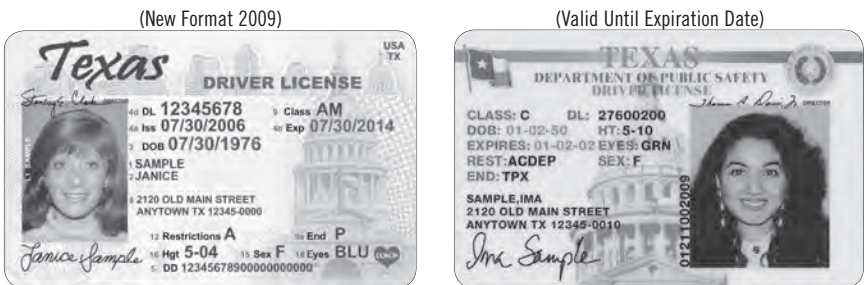 (New Format 2009)
Texas
USA
TX
DRIVER LICENSE
4d DL 12345678 9 Class AM
4a Iss 07/30/2006 4b Exp 07/30/2014
3 DOB 07/30/1976
1 SAMPLE
2 JANICE
8 2120 OLD MAIN STREET
ANYTOWN TX 12345-0000
12 Restrictions A 9a End P
16 Hgt 5-04 15 Sex F 18 Eyes BLU
DONOR
5 DD 12345678900000000000
Janice Sample
(Valid Until Expiration Date)
TEXAS
DEPARTMENT OF PUBLIC SAFETY
DRIVER LICENSE
DIRECTOR
CLASS: C DL: 27600200
DOB: 01-02-50 HT: 5-10
EXPIRES: 01-02-02 EYES: GRN
REST: ACDEP SEX: F
END: TPX
SAMPLE,IMA
2120 OLD MAIN STREET
ANYTOWN TX 12345-0010
Ima Sample
01211002009